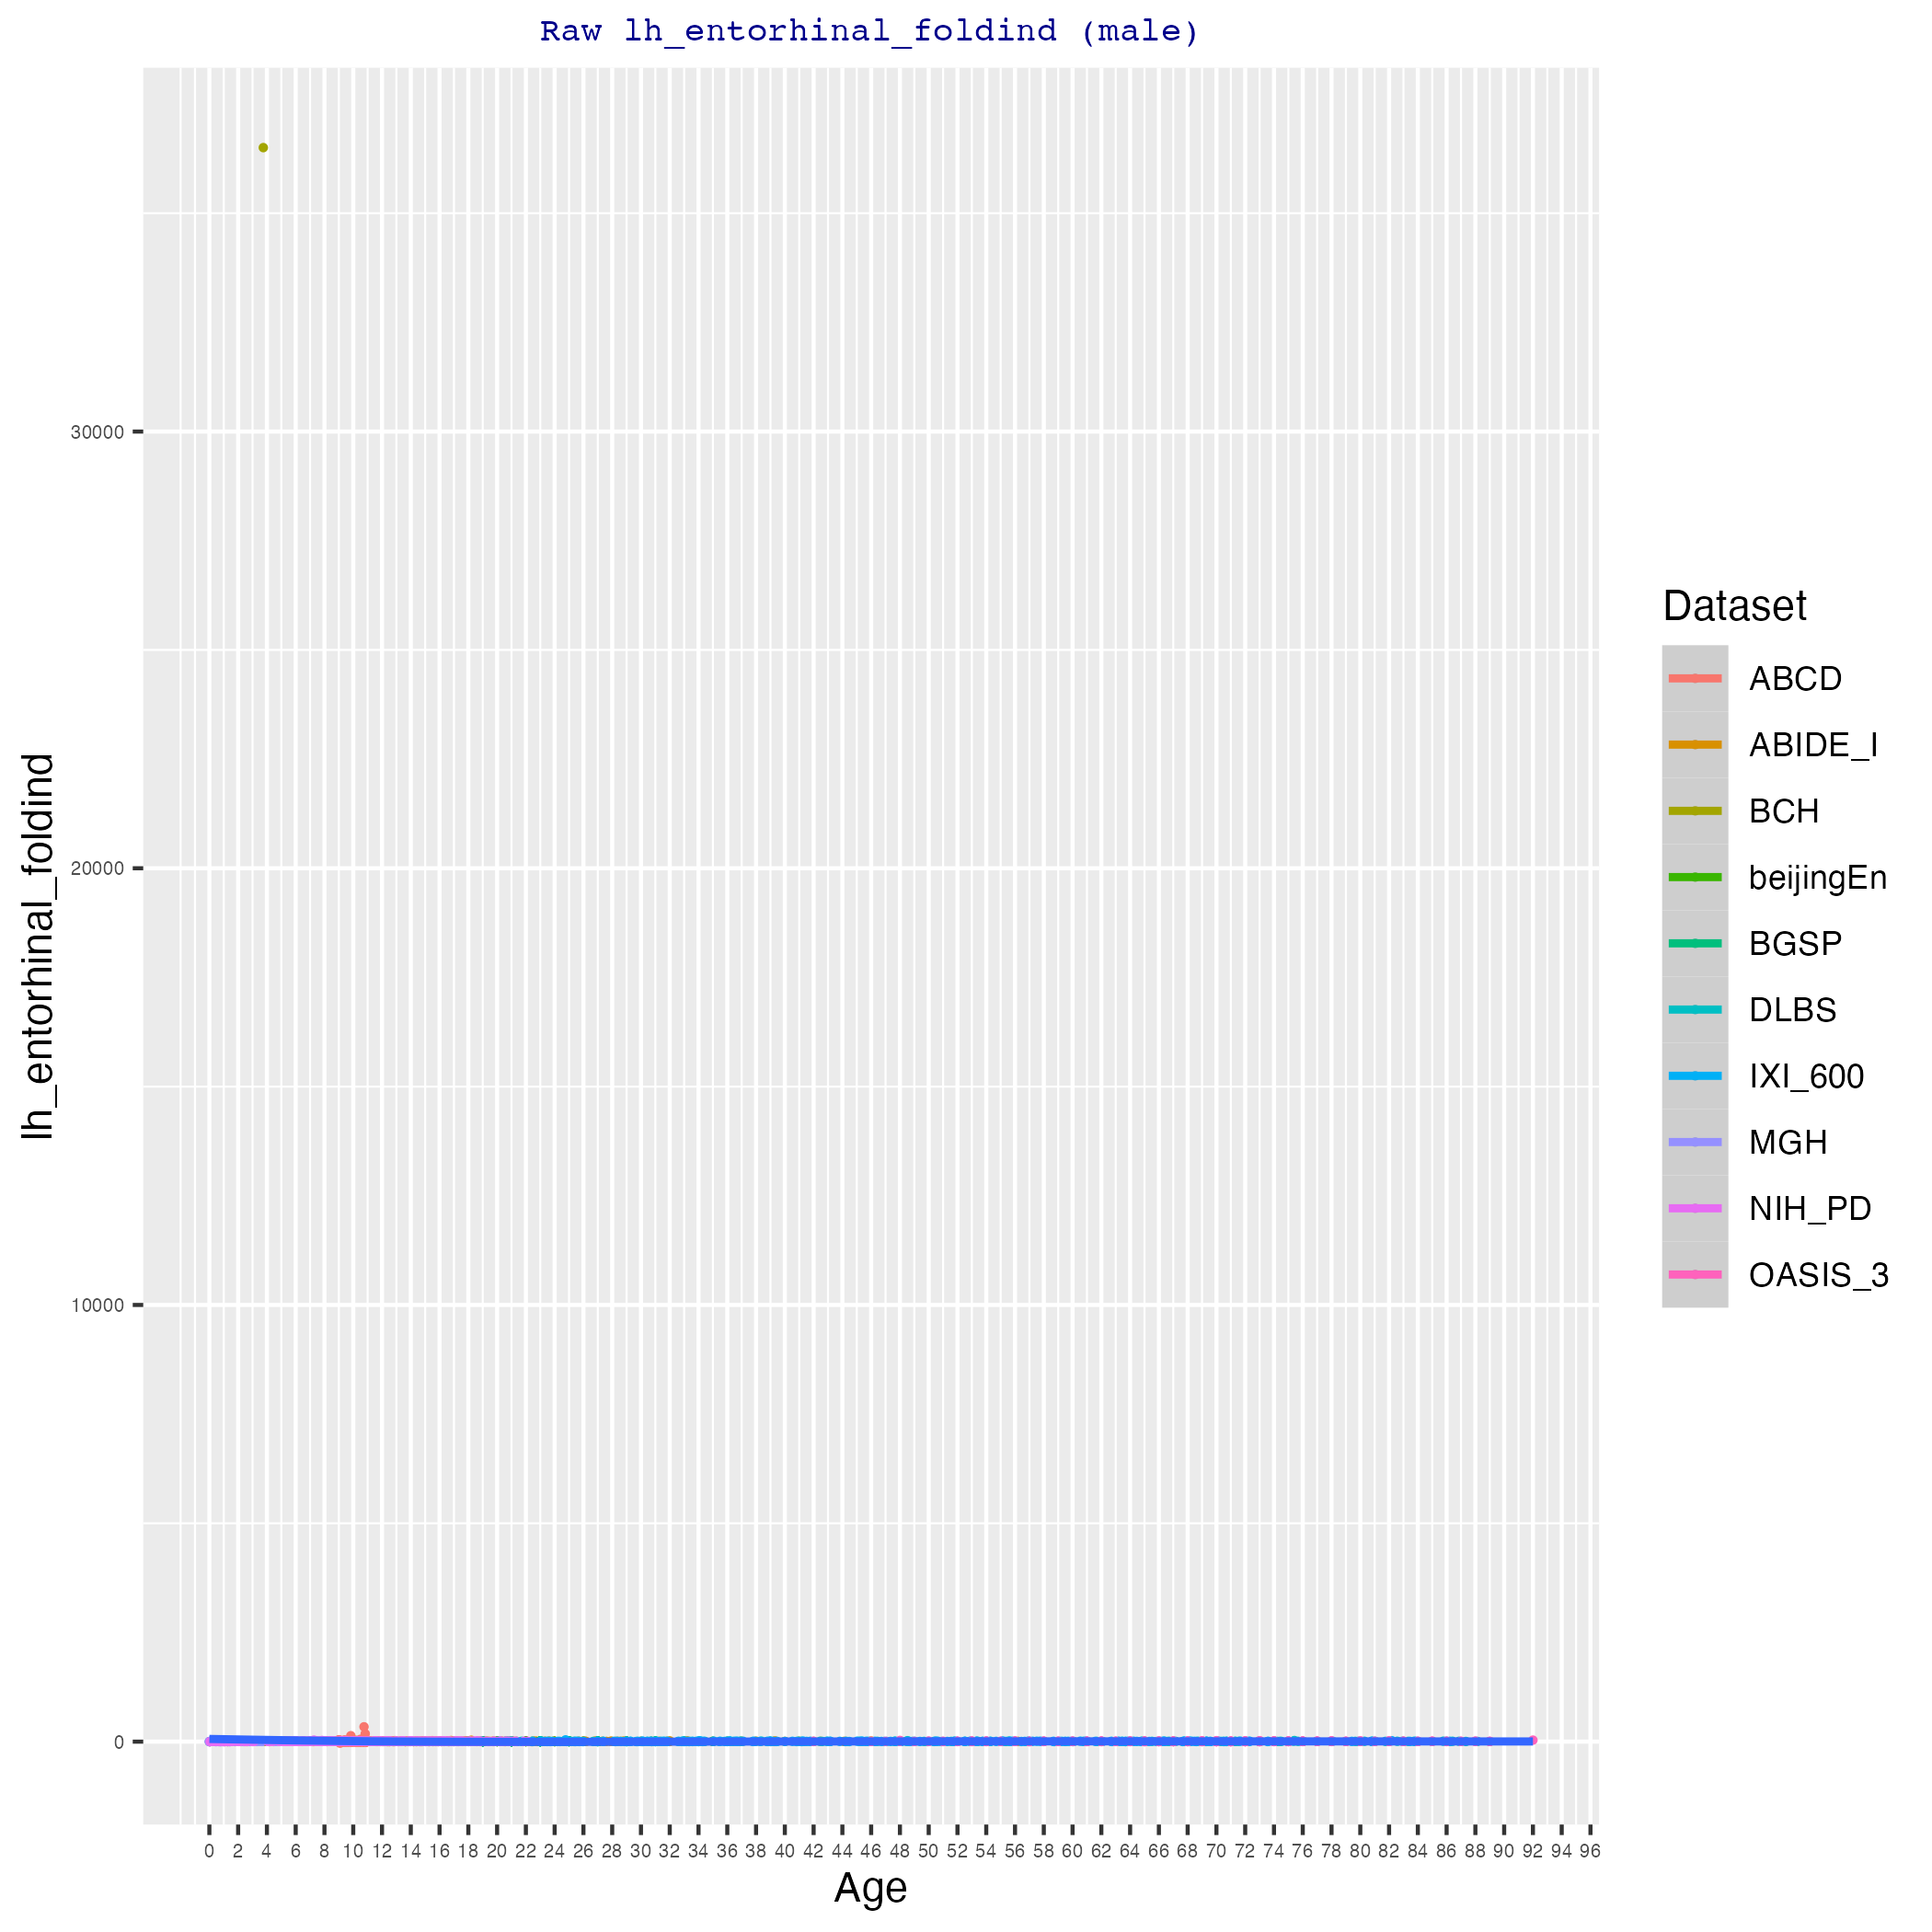 Raw lh_entorhinal_foldind (male)
lh_entorhinal_foldind
30000
20000
10000
0
0 2 4 6 8 10 12 14 16 18 20 22 24 26 28 30 32 34 36 38 40 42 44 46 48 50 52 54 56 58 60 62 64 66 68 70 72 74 76 78 80 82 84 86 88 90 92 94 96
Age
Dataset
ABCD
ABIDE_I
BCH
beijingEn
BGSP
DLBS
IXI_600
MGH
NIH_PD
OASIS_3